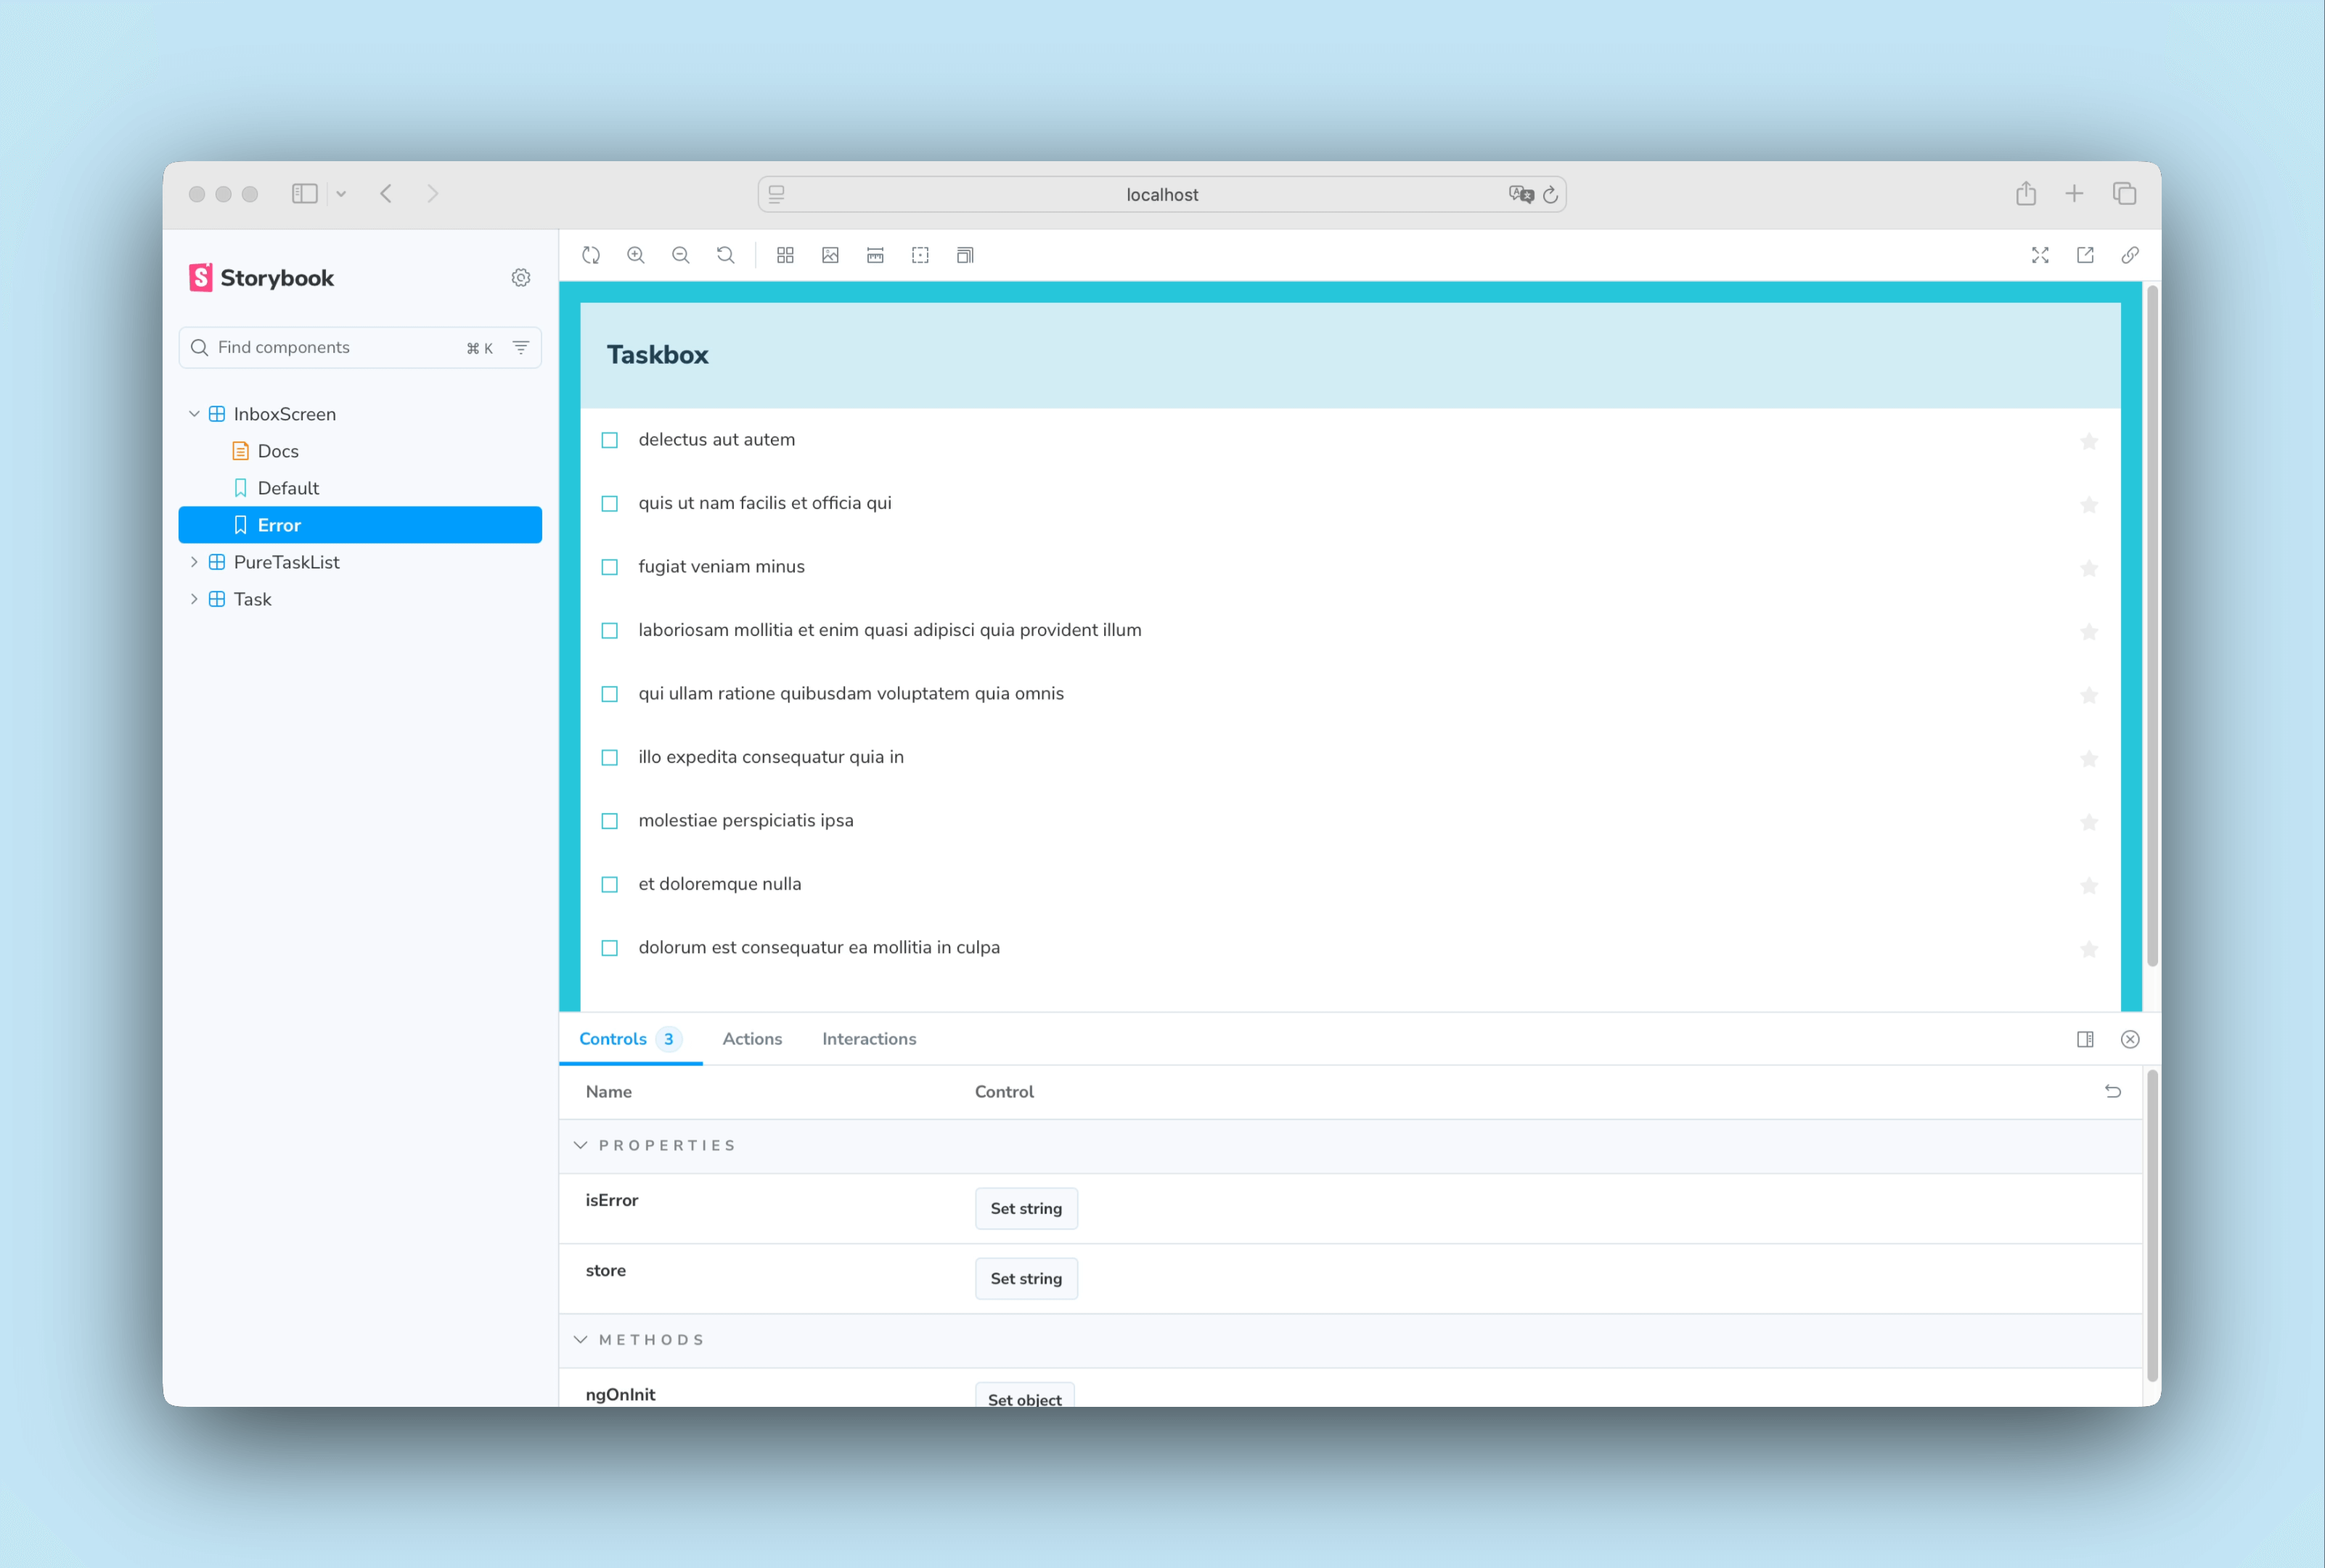 localhost
Storybook
Find components
⌘ K
InboxScreen
Docs
Default
Error
PureTaskList
Task
Taskbox
delectus aut autem
quis ut nam facilis et officia qui
fugiat veniam minus
laboriosam mollitia et enim quasi adipisci quia provident illum
qui ullam ratione quibusdam voluptatem quia omnis
illo expedita consequatur quia in
molestiae perspiciatis ipsa
et doloremque nulla
dolorum est consequatur ea mollitia in culpa
Controls 3 Actions Interactions
Name Control
PROPERTIES
isError Set string
store Set string
METHODS
ngOnInit Set object